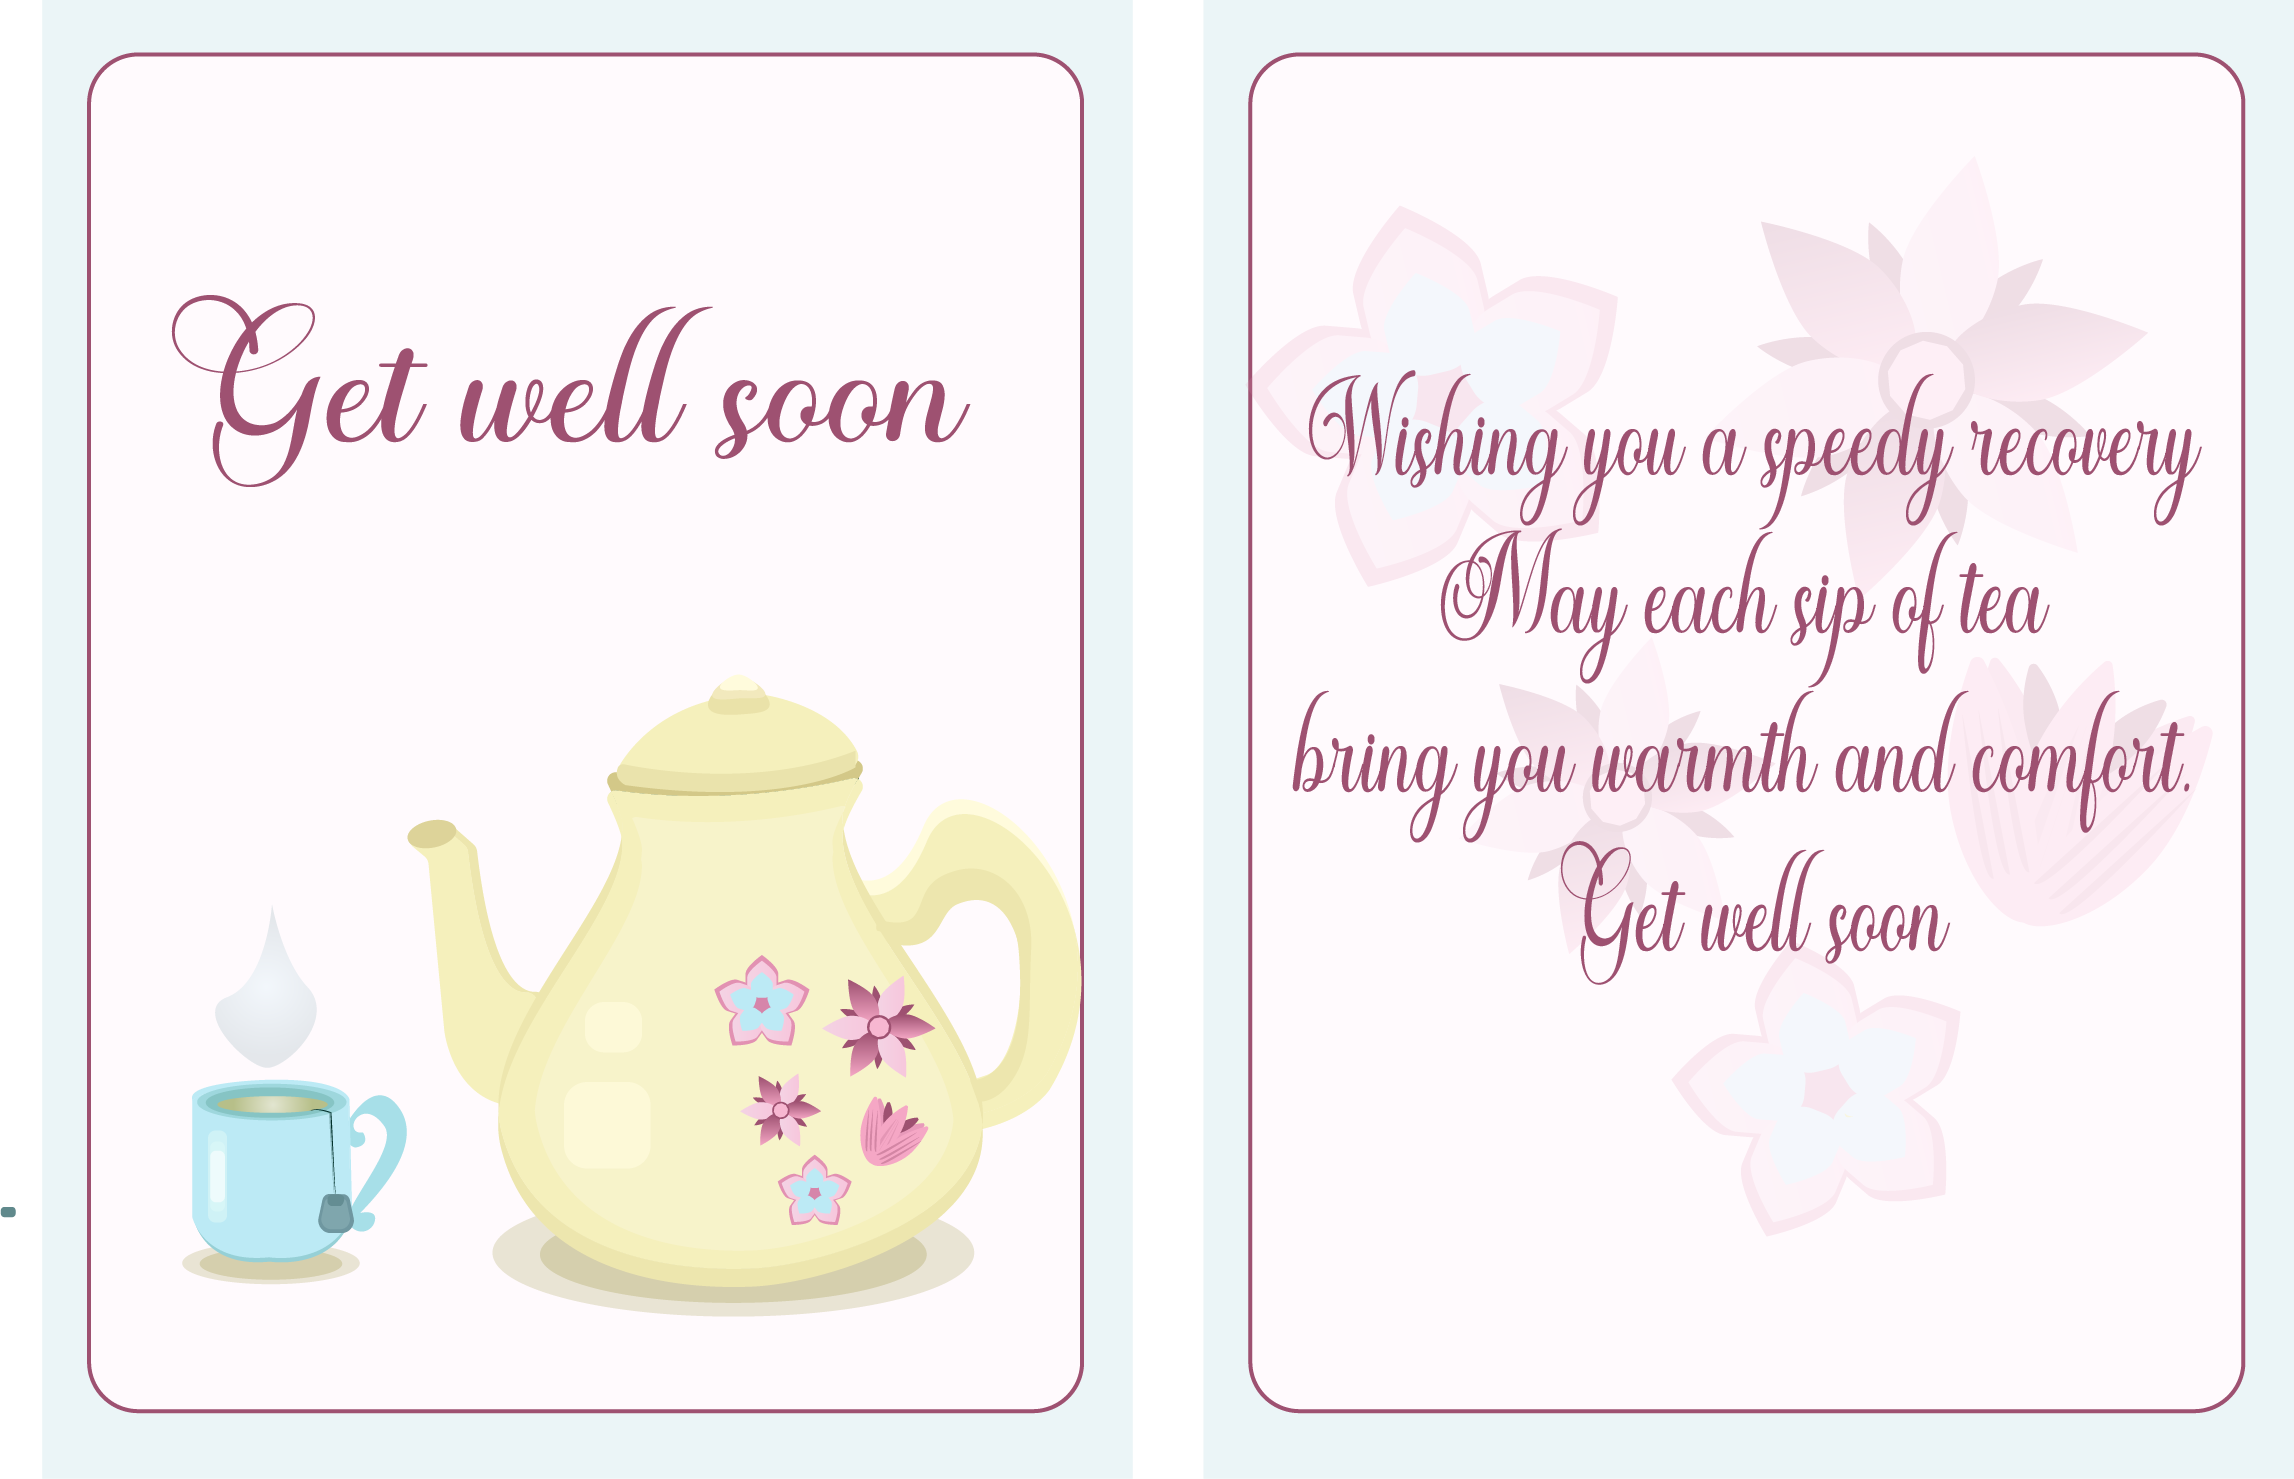 Get well soon
Wishing you a speedy recovery
May each sip of tea
bring you warmth and comfort.
Get well soon